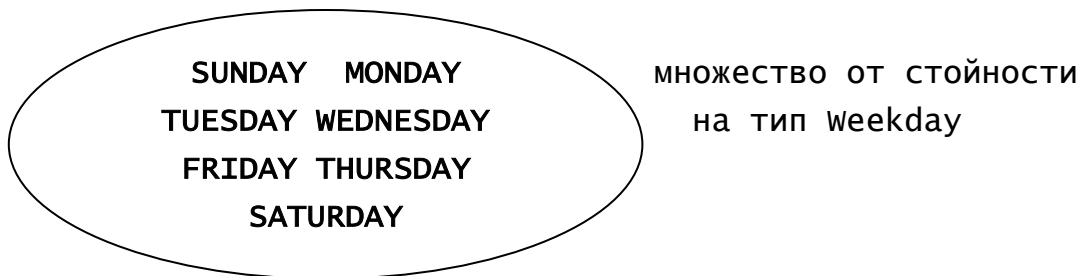 SUNDAY MONDAY множество от стойности
TUESDAY WEDNESDAY на тип Weekday
FRIDAY THURSDAY
SATURDAY